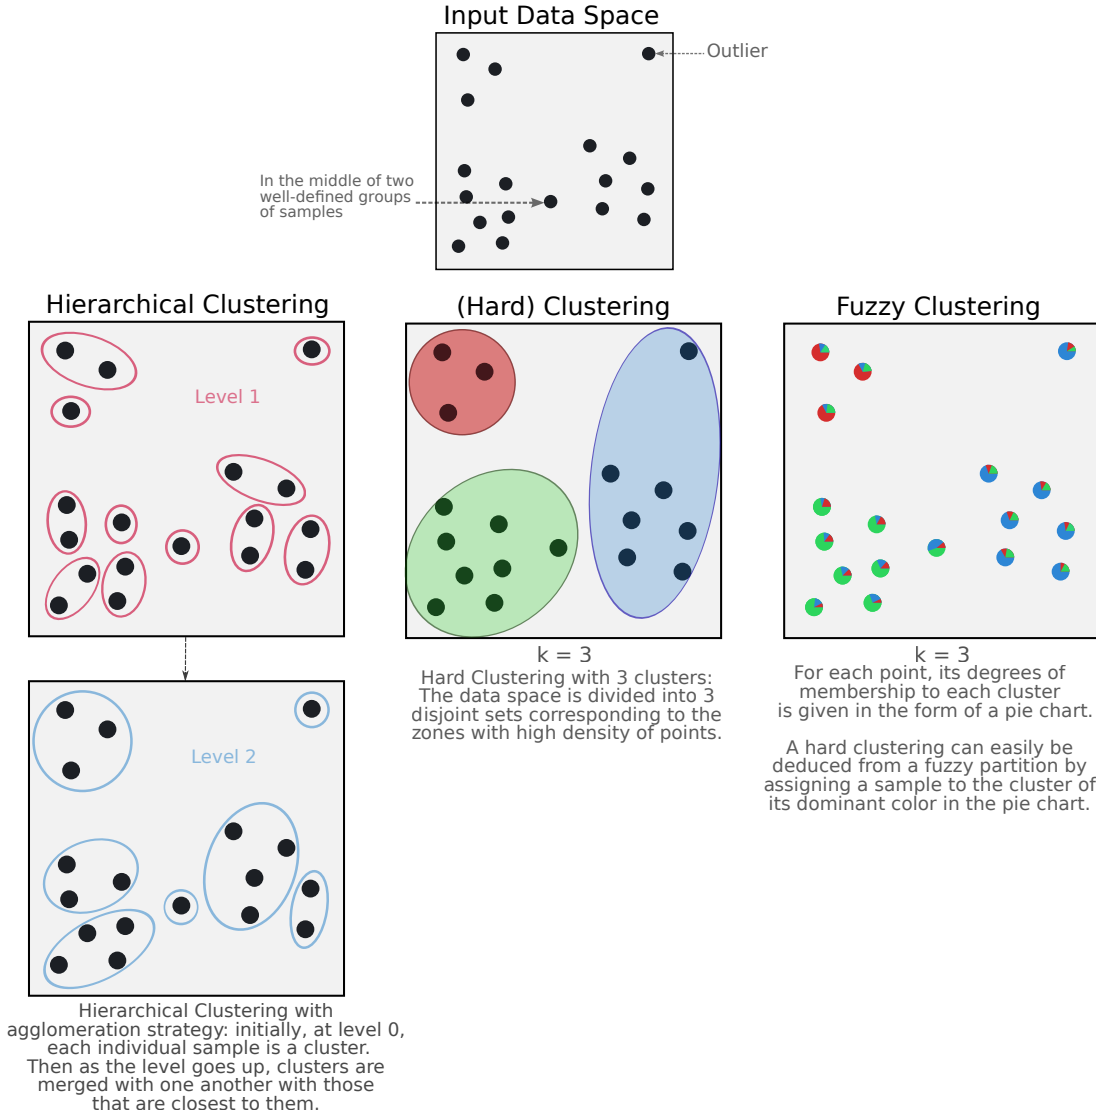 Input Data Space
Outlier
In the middle of two
well-defined groups
of samples
Hierarchical Clustering
Level 1
Level 2
Hierarchical Clustering with
agglomeration strategy: initially, at level 0,
each individual sample is a cluster.
Then as the level goes up, clusters are
merged with one another with those
that are closest to them.
(Hard) Clustering
k = 3
Hard Clustering with 3 clusters:
The data space is divided into 3
disjoint sets corresponding to the
zones with high density of points.
Fuzzy Clustering
k = 3
For each point, its degrees of
membership to each cluster
is given in the form of a pie chart.
A hard clustering can easily be
deduced from a fuzzy partition by
assigning a sample to the cluster of
its dominant color in the pie chart.